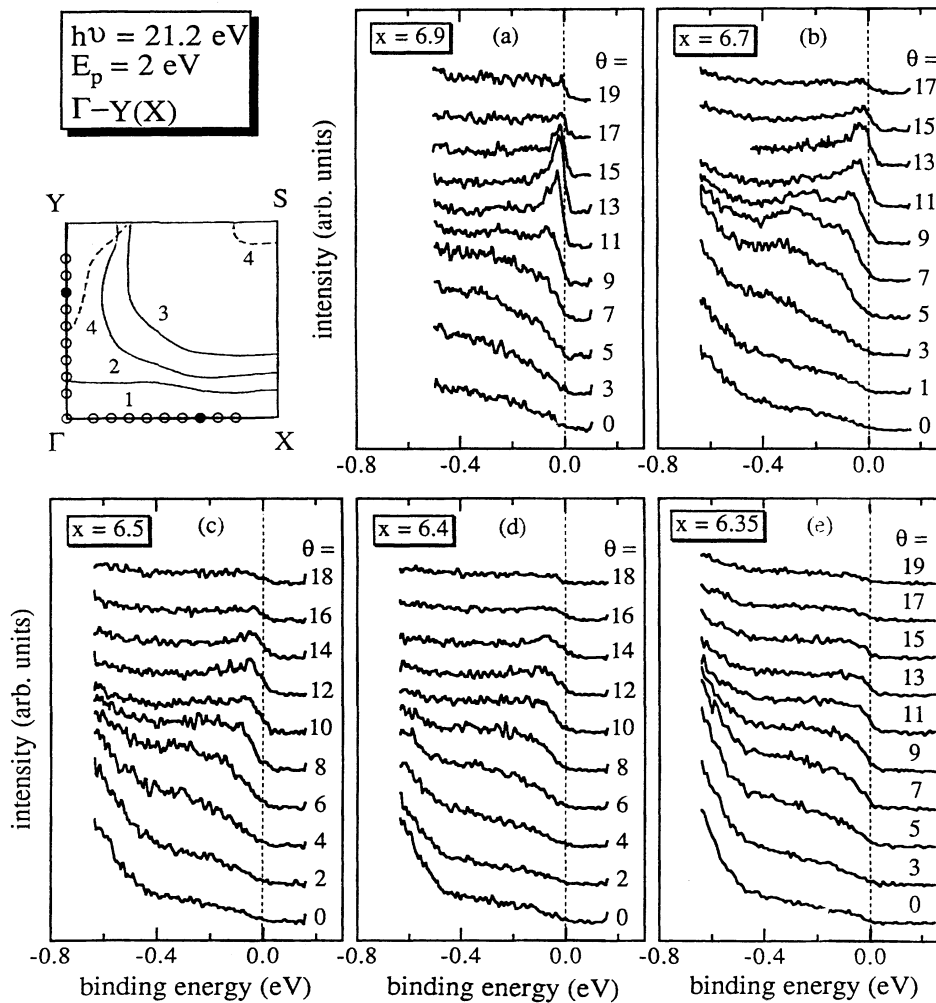 hυ = 21.2 eV
E_p = 2 eV
Γ−Y(X)
Y
S
4
3
4
2
1
Γ
X
x = 6.9
(a)
θ =
19
17
15
13
11
9
7
5
3
0
-0.8
-0.4
0.0
intensity (arb. units)
x = 6.7
(b)
θ =
17
15
13
11
9
7
5
3
1
0
-0.8
-0.4
0.0
x = 6.5
(c)
θ =
18
16
14
12
10
8
6
4
2
0
-0.8
-0.4
0.0
binding energy (eV)
intensity (arb. units)
x = 6.4
(d)
θ =
18
16
14
12
10
8
6
4
2
0
-0.8
-0.4
0.0
binding energy (eV)
x = 6.35
(e)
θ =
19
17
15
13
11
9
7
5
3
0
-0.8
-0.4
0.0
binding energy (eV)